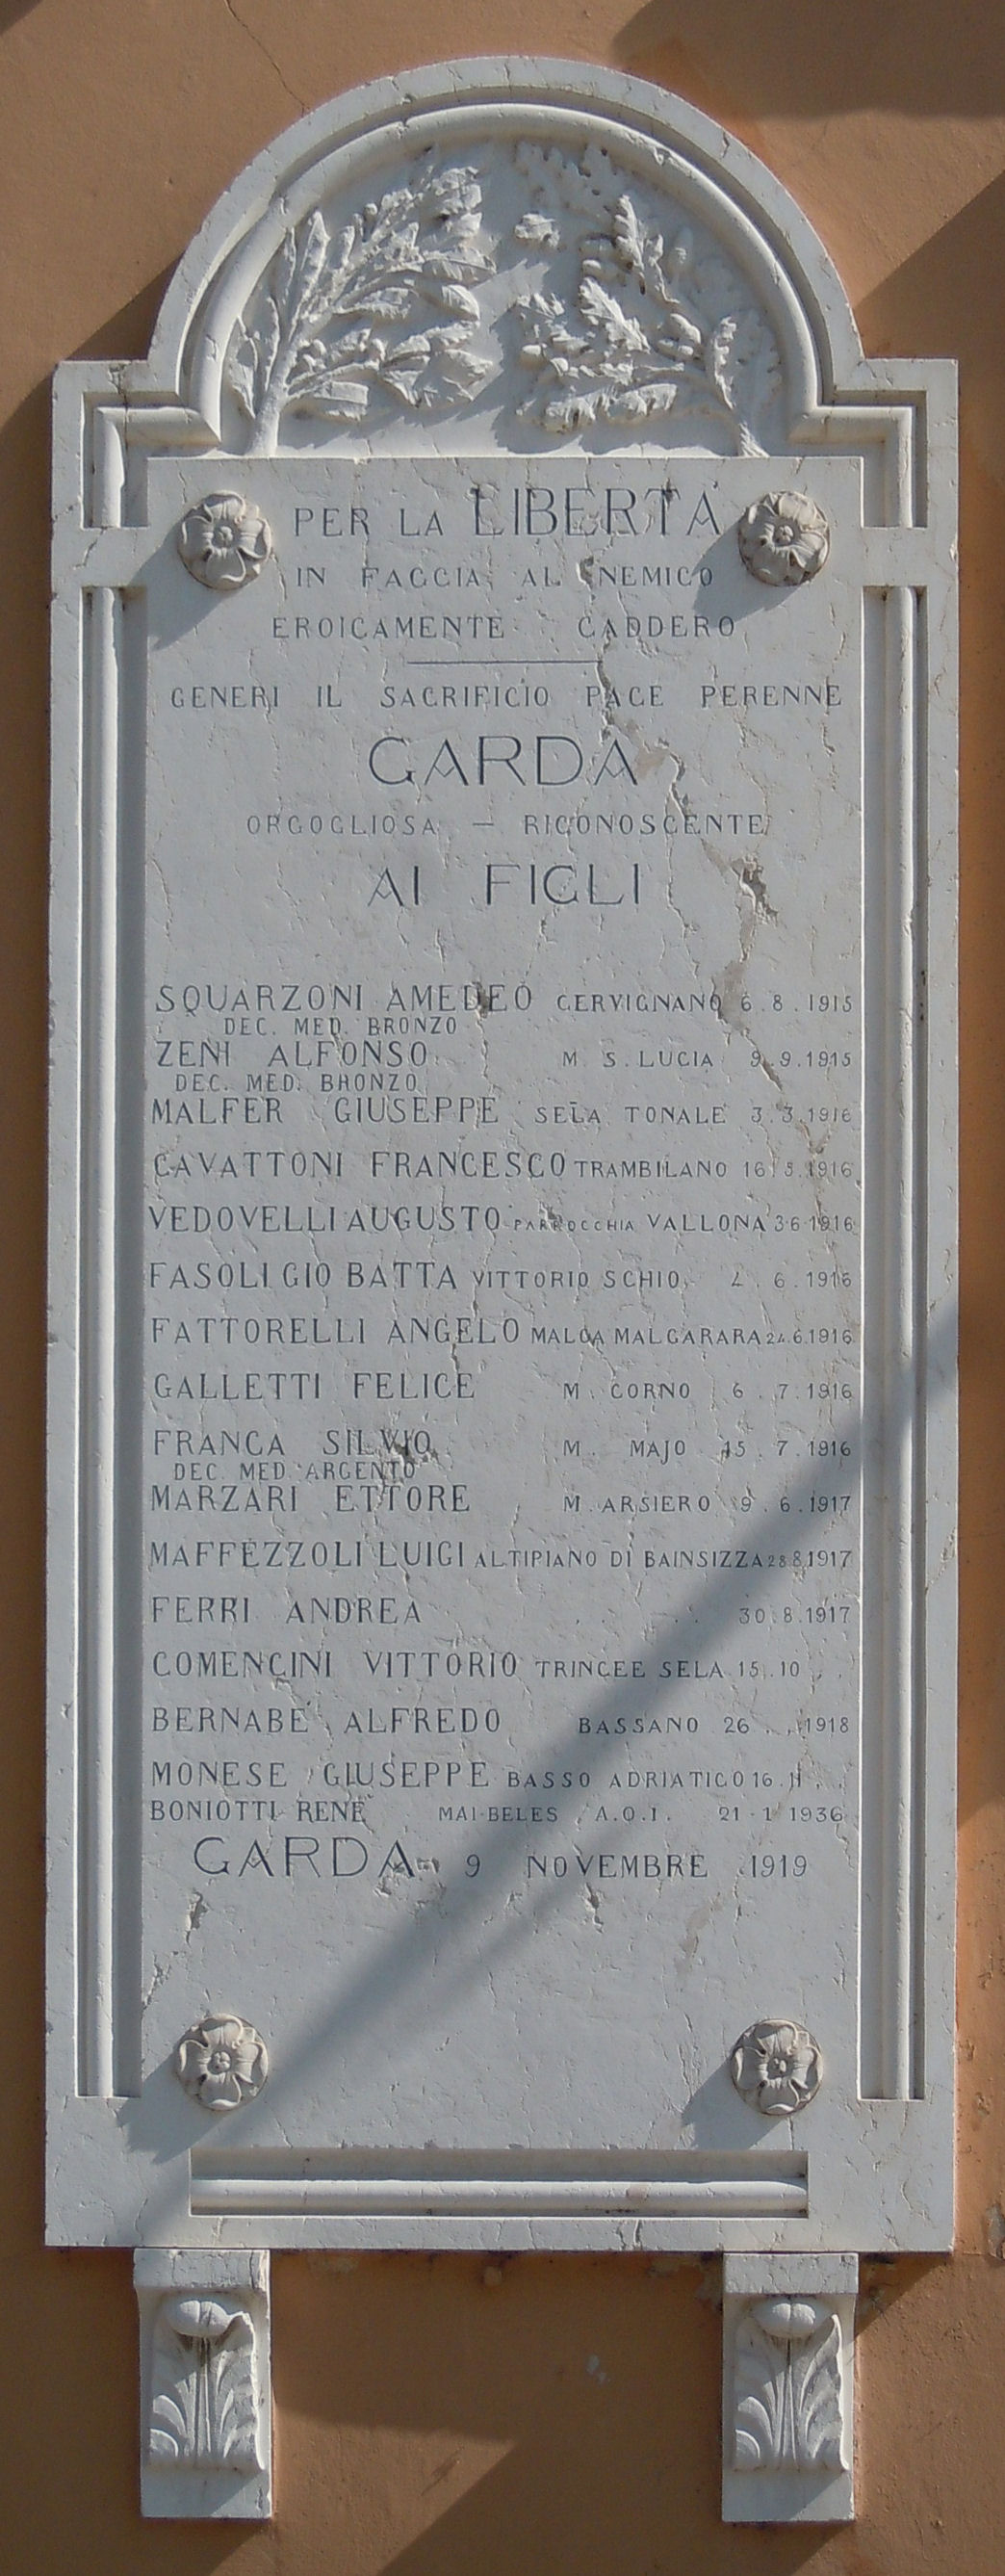 PER LA LIBERTÀ
IN FACCIA AL NEMICO
EROICAMENTE CADDERO
GENERI IL SACRIFICIO PACE PERENNE
GARDA
ORGOGLIOSA — RICONOSCENTE
AI FIGLI
SQUARZONI AMEDEO CERVIGNANO 6.8.1915
DEC. MED. BRONZO
ZENI ALFONSO M S. LUCIA 9.9.1915
DEC. MED. BRONZO
MALFER GIUSEPPE SELA TONALE 3.3.1916
CAVATTONI FRANCESCO TRAMBILANO 16.5.1916
VEDOVELLI AUGUSTO PARROCCHIA VALLONA 3 6 1916
FASOLI GIO BATTA VITTORIO SCHIO 4.6.1916
FATTORELLI ANGELO MALGA MALGARARA 24.6.1916
GALLETTI FELICE M. CORNO 6.7.1916
FRANCA SILVIO M. MAJO 15.7.1916
DEC. MED. ARGENTO
MARZARI ETTORE M. ARSIERO 9.6.1917
MAFFEZZOLI LUIGI ALTIPIANO DI BAINSIZZA 28 8.1917
FERRI ANDREA . . . 30.8.1917
COMENCINI VITTORIO TRINCEE SELA 15.10 . .
BERNABE ALFREDO BASSANO 26 . . 1918
MONESE GIUSEPPE BASSO ADRIATICO 16.11 . .
BONIOTTI RENE MAI-BELES A.O.I. 21-1 1936
GARDA 9 NOVEMBRE 1919